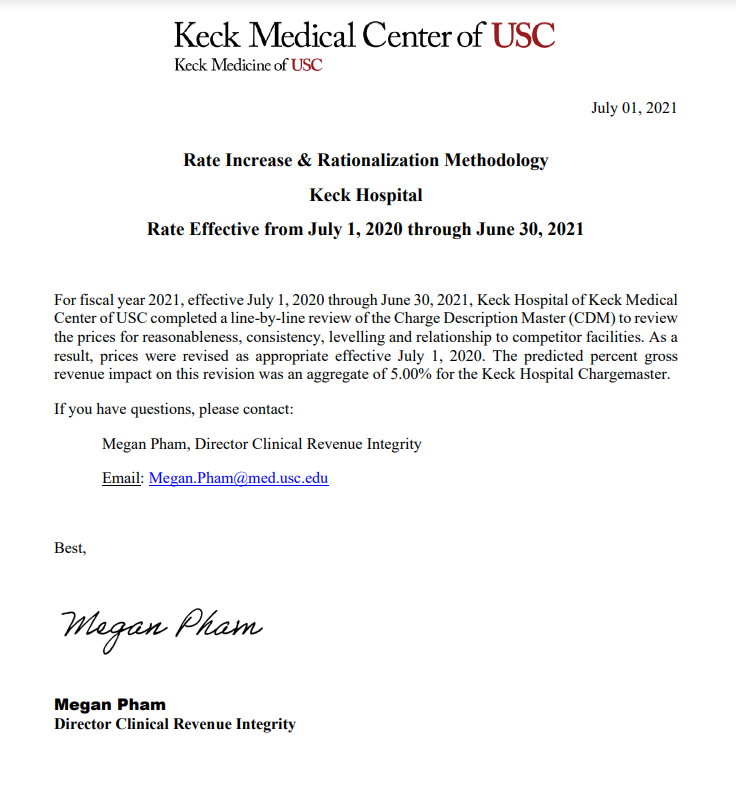 Keck Medical Center of USC
Keck Medicine of USC
July 01, 2021
Rate Increase & Rationalization Methodology
Keck Hospital
Rate Effective from July 1, 2020 through June 30, 2021
For fiscal year 2021, effective July 1, 2020 through June 30, 2021, Keck Hospital of Keck Medical
Center of USC completed a line-by-line review of the Charge Description Master (CDM) to review
the prices for reasonableness, consistency, levelling and relationship to competitor facilities. As a
result, prices were revised as appropriate effective July 1, 2020. The predicted percent gross
revenue impact on this revision was an aggregate of 5.00% for the Keck Hospital Chargemaster.
If you have questions, please contact:
Megan Pham, Director Clinical Revenue Integrity
Email: Megan.Pham@med.usc.edu
Best,
Megan Pham
Megan Pham
Director Clinical Revenue Integrity